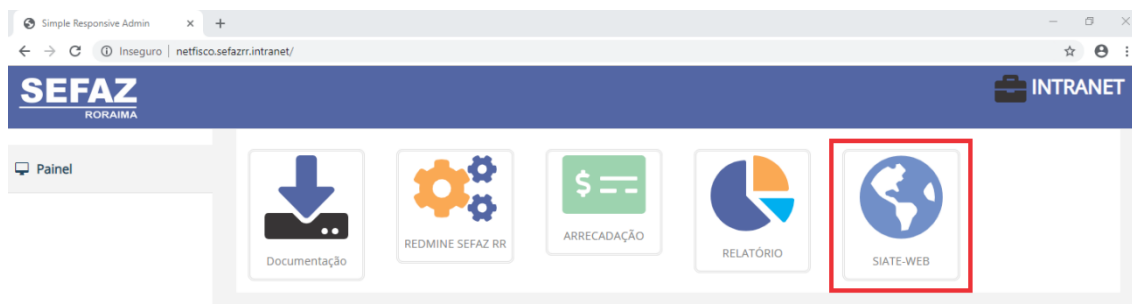 Simple Responsive Admin
Inseguro | netfisco.sefazrr.intranet/
SEFAZ
RORAIMA
INTRANET
Painel
Documentação
REDMINE SEFAZ RR
ARRECADAÇÃO
RELATÓRIO
SIATE-WEB